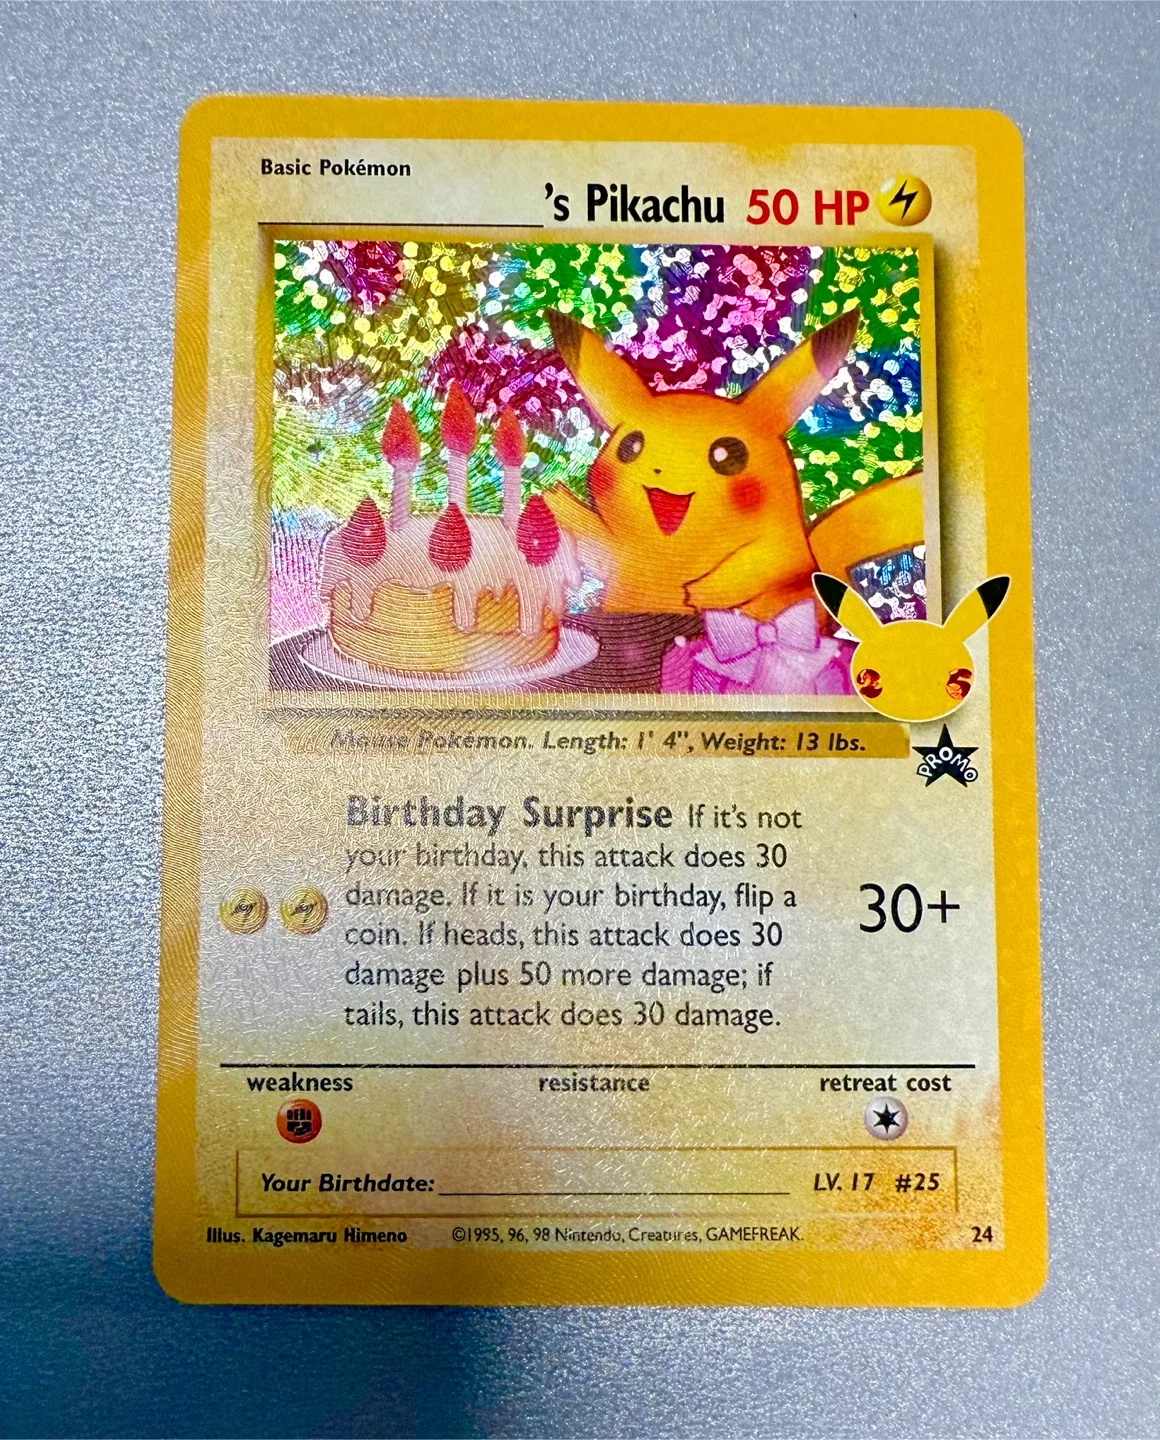 Basic Pokémon
's Pikachu 50 HP
25
Mouse Pokémon. Length: 1' 4", Weight: 13 lbs.
PROMO
Birthday Surprise If it's not
your birthday, this attack does 30
damage. If it is your birthday, flip a
coin. If heads, this attack does 30
damage plus 50 more damage; if
tails, this attack does 30 damage.
30+
weakness resistance retreat cost
Your Birthdate: LV. 17 #25
Illus. Kagemaru Himeno ©1995, 96, 98 Nintendo, Creatures, GAMEFREAK. 24